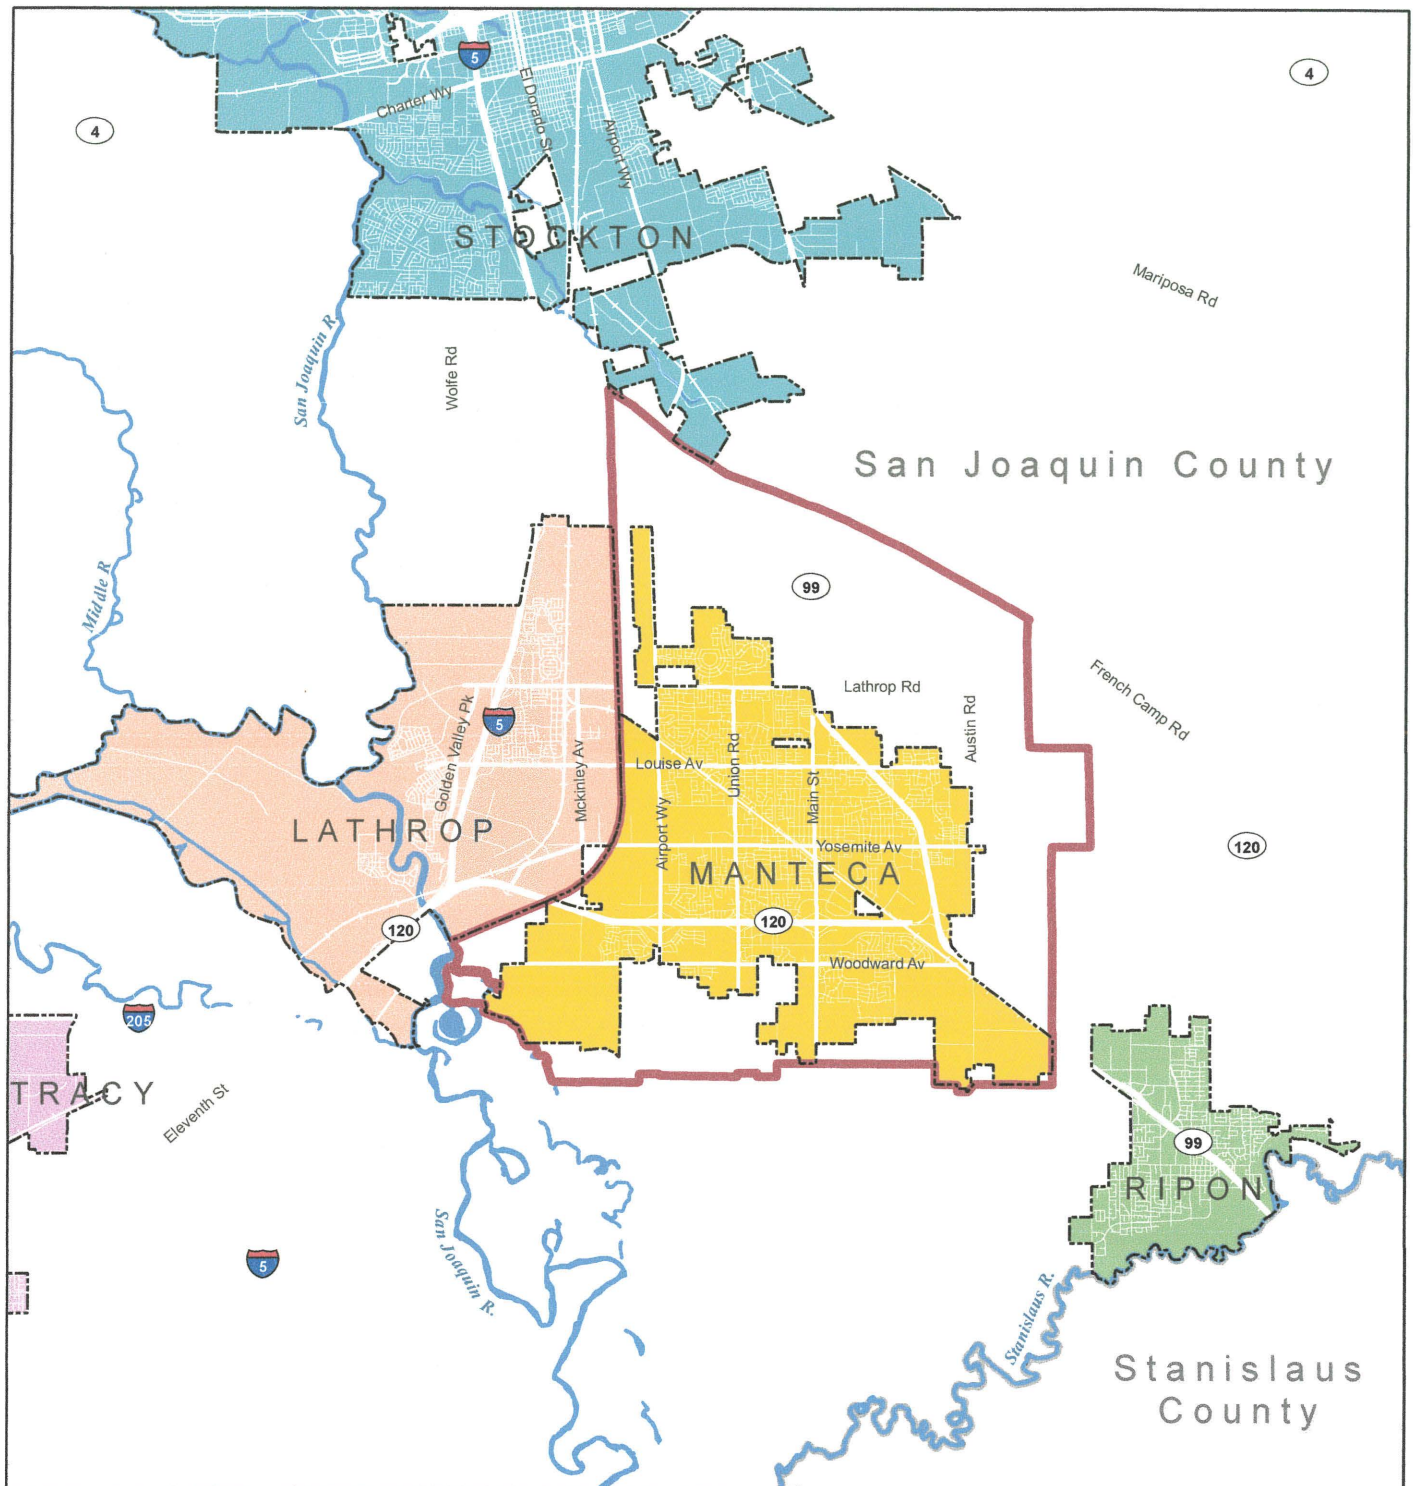 5
4
4
Charter Wy
El Dorado St
Airport Wy
STOCKTON
Mariposa Rd
San Joaquin R.
Wolfe Rd
San Joaquin County
Middle R
99
French Camp Rd
Lathrop Rd
Austin Rd
Golden Valley Pk
5
Mckinley Av
Louise Av
Union Rd
Main St
Airport Wy
LATHROP
Yosemite Av
120
MANTECA
120
120
Woodward Av
205
TRACY
Eleventh St
99
RIPON
San Joaquin R.
5
Stanislaus R.
Stanislaus
County